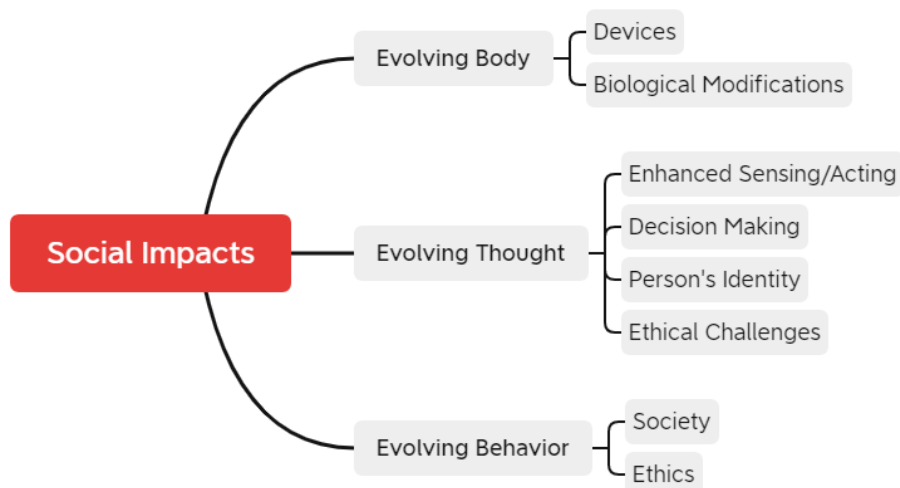 Social Impacts
Evolving Body
Devices
Biological Modifications
Evolving Thought
Enhanced Sensing/Acting
Decision Making
Person's Identity
Ethical Challenges
Evolving Behavior
Society
Ethics